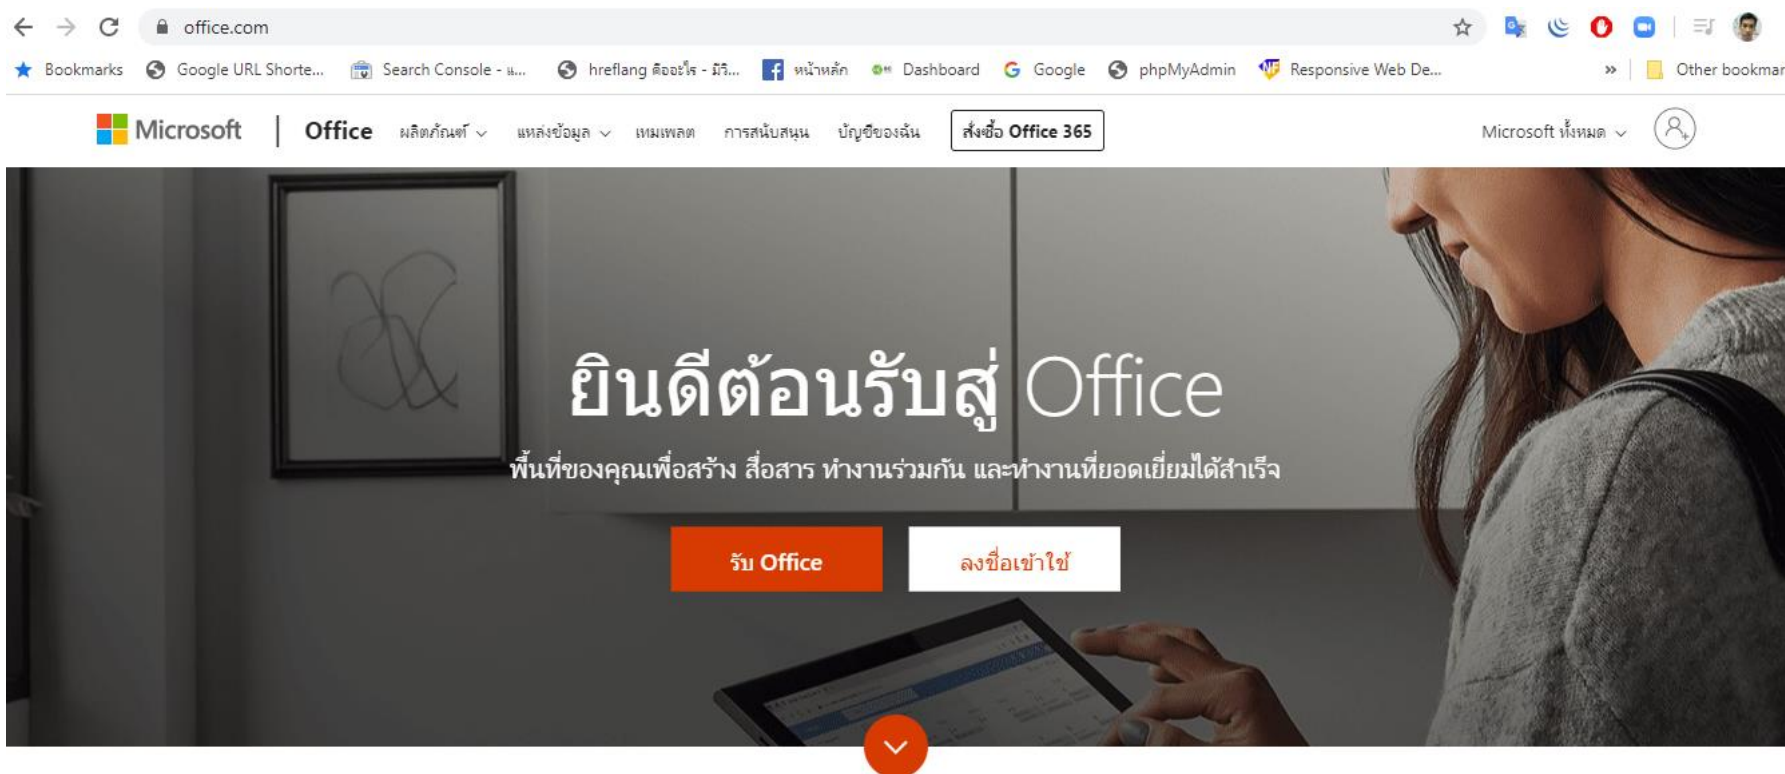 office.com
Bookmarks Google URL Shorte... Search Console - แ... hreflang คืออะไร - มิวิ... หน้าหลัก Dashboard Google phpMyAdmin Responsive Web De... » Other bookmar
Microsoft | Office ผลิตภัณฑ์ แหล่งข้อมูล เทมเพลต การสนับสนุน บัญชีของฉัน สั่งซื้อ Office 365 Microsoft ทั้งหมด
ยินดีต้อนรับสู่ Office
พื้นที่ของคุณเพื่อสร้าง สื่อสาร ทำงานร่วมกัน และทำงานที่ยอดเยี่ยมได้สำเร็จ
รับ Office ลงชื่อเข้าใช้